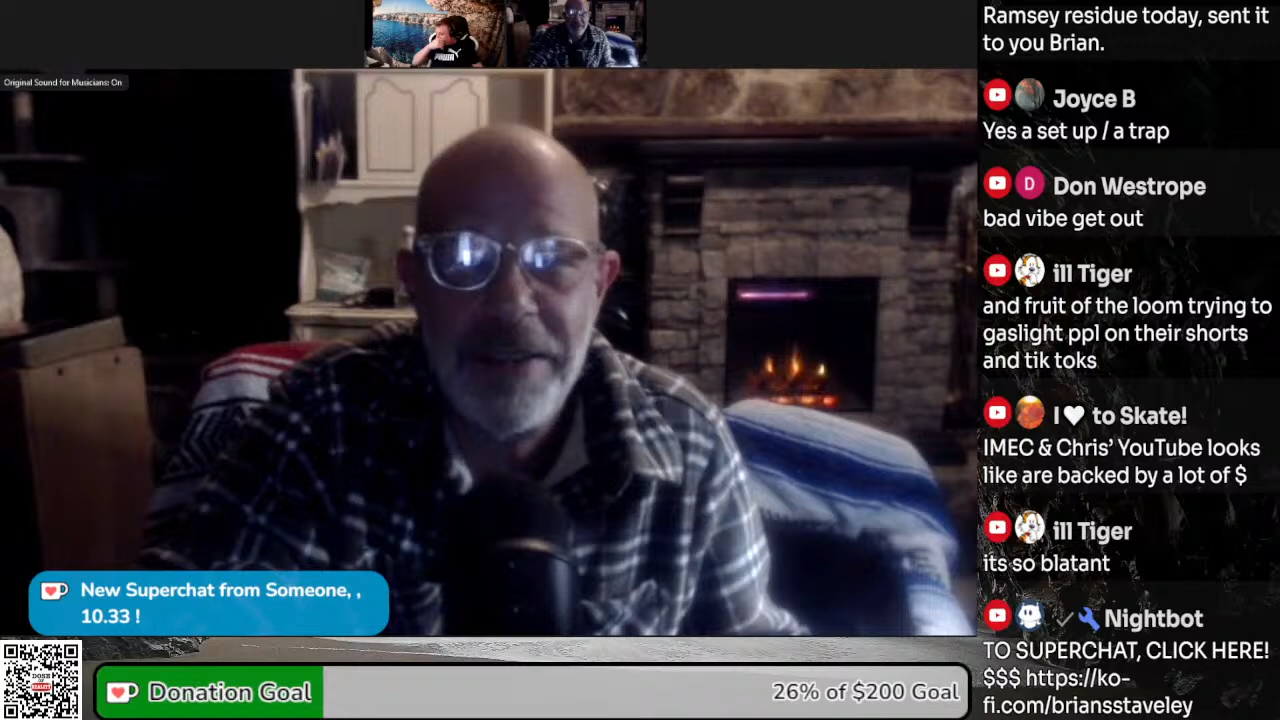 Original Sound for Musicians: On
Ramsey residue today, sent it
to you Brian.
Joyce B
Yes a set up / a trap
D
Don Westrope
bad vibe get out
ill Tiger
and fruit of the loom trying to
gaslight ppl on their shorts
and tik toks
I🤍 to Skate!
IMEC & Chris’ YouTube looks
like are backed by a lot of $
ill Tiger
its so blatant
Nightbot
TO SUPERCHAT, CLICK HERE!
$$$ https://ko-
fi.com/briansstaveley
New Superchat from Someone, ,
10.33 !
Donation Goal
26% of $200 Goal
PUMA